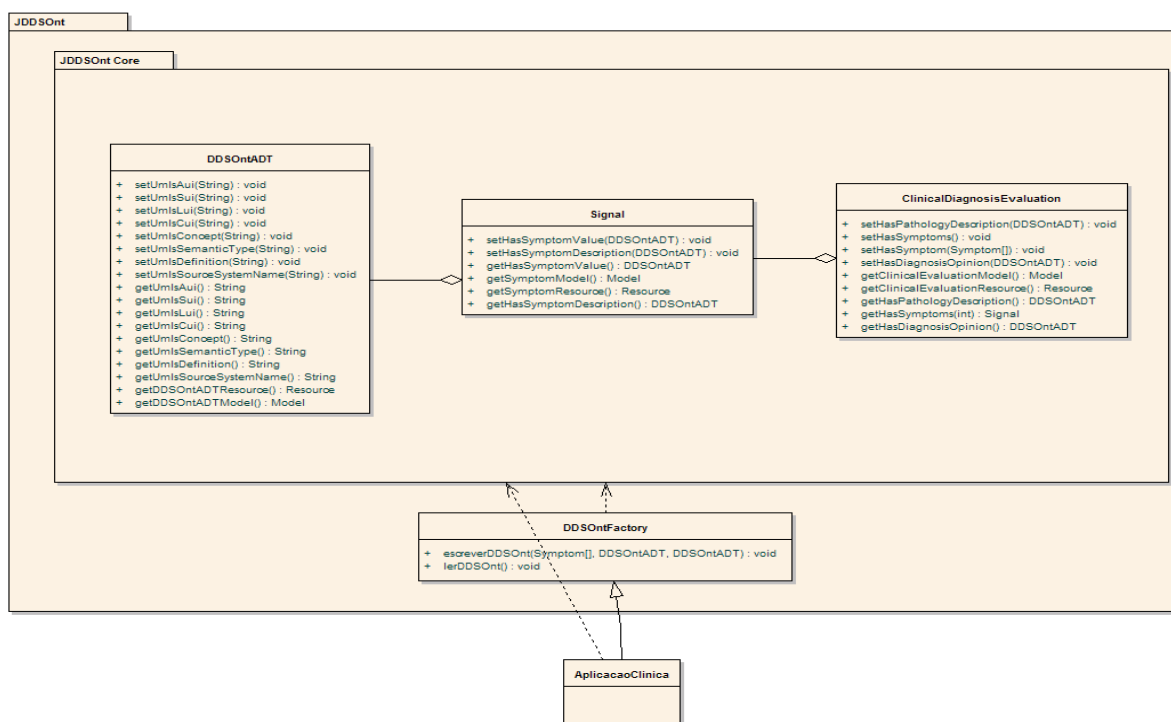 JDDSOnt
JDDSOnt Core
DDSOntADT
+ setUmlsAui(String) : void
+ setUmlsSui(String) : void
+ setUmlsLui(String) : void
+ setUmlsCui(String) : void
+ setUmlsConcept(String) : void
+ setUmlsSemanticType(String) : void
+ setUmlsDefinition(String) : void
+ setUmlsSourceSystemName(String) : void
+ getUmlsAui() : String
+ getUmlsSui() : String
+ getUmlsLui() : String
+ getUmlsCui() : String
+ getUmlsConcept() : String
+ getUmlsSemanticType() : String
+ getUmlsDefinition() : String
+ getUmlsSourceSystemName() : String
+ getDDSOntADTResource() : Resource
+ getDDSOntADTModel() : Model
Signal
+ setHasSymptomValue(DDSOntADT) : void
+ setHasSymptomDescription(DDSOntADT) : void
+ getHasSymptomValue() : DDSOntADT
+ getSymptomModel() : Model
+ getSymptomResource() : Resource
+ getHasSymptomDescription() : DDSOntADT
ClinicalDiagnosisEvaluation
+ setHasPathologyDescription(DDSOntADT) : void
+ setHasSymptoms() : void
+ setHasSymptom(Symptom[]) : void
+ setHasDiagnosisOpinion(DDSOntADT) : void
+ getClinicalEvaluationModel() : Model
+ getClinicalEvaluationResource() : Resource
+ getHasPathologyDescription() : DDSOntADT
+ getHasSymptoms(int) : Signal
+ getHasDiagnosisOpinion() : DDSOntADT
DDSOntFactory
+ escreverDDSOnt(Symptom[], DDSOntADT, DDSOntADT) : void
+ lerDDSOnt() : void
AplicacaoClinica